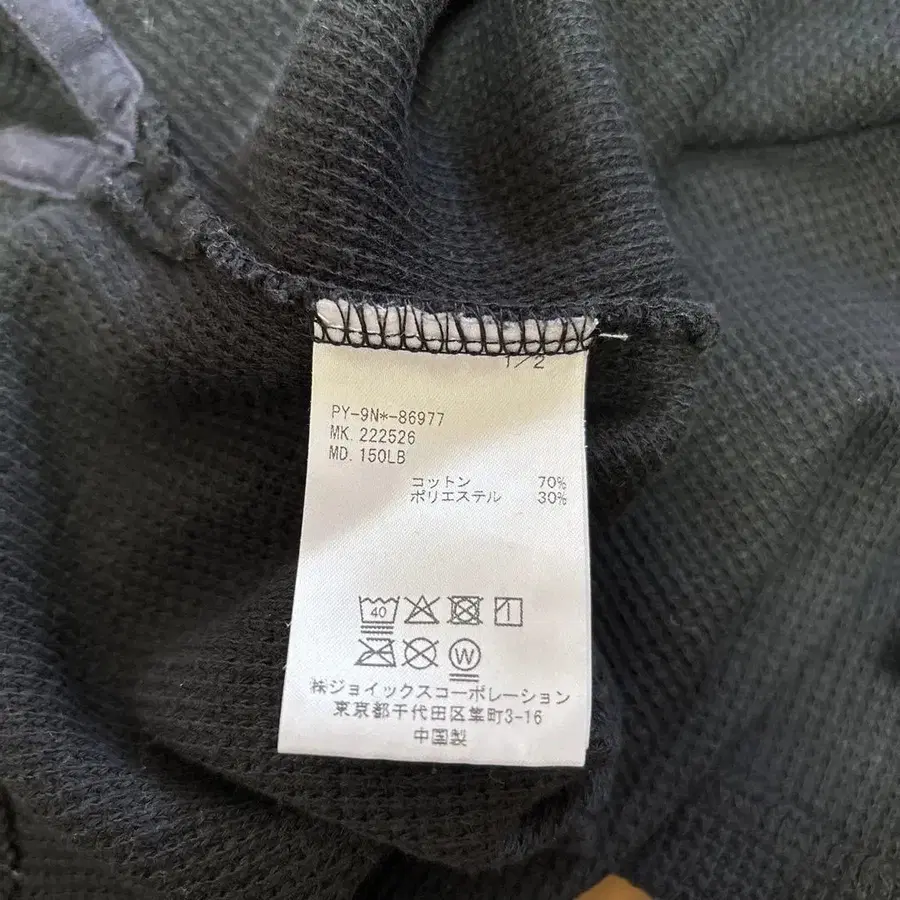 1/2
PY-9N*-86977
MK. 222526
MD. 150LB
コットン 70%
ポリエステル 30%
40
W
㈱ジョイックスコーポレーション
東京都千代田区隼町3-16
中国製